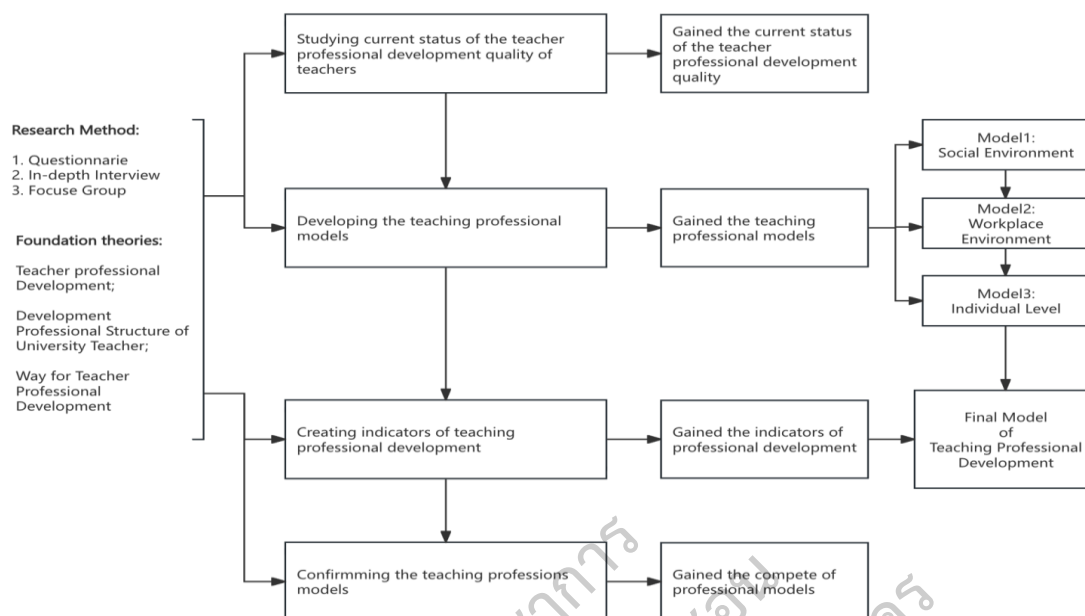 Research Method:
1. Questionnarie
2. In-depth Interview
3. Focuse Group
Foundation theories:
Teacher professional
Development;
Development
Professional Structure of
University Teacher;
Way for Teacher
Professional
Development
Studying current status of the teacher
professional development quality of
teachers
Gained the current status
of the teacher
professional development
quality
Developing the teaching professional
models
Gained the teaching
professional models
Model1:
Social Environment
Model2:
Workplace
Environment
Model3:
Individual Level
Creating indicators of teaching
professional development
Gained the indicators of
professional development
Final Model
of
Teaching Professional
Development
Confirmming the teaching professions
models
Gained the compete of
professional models